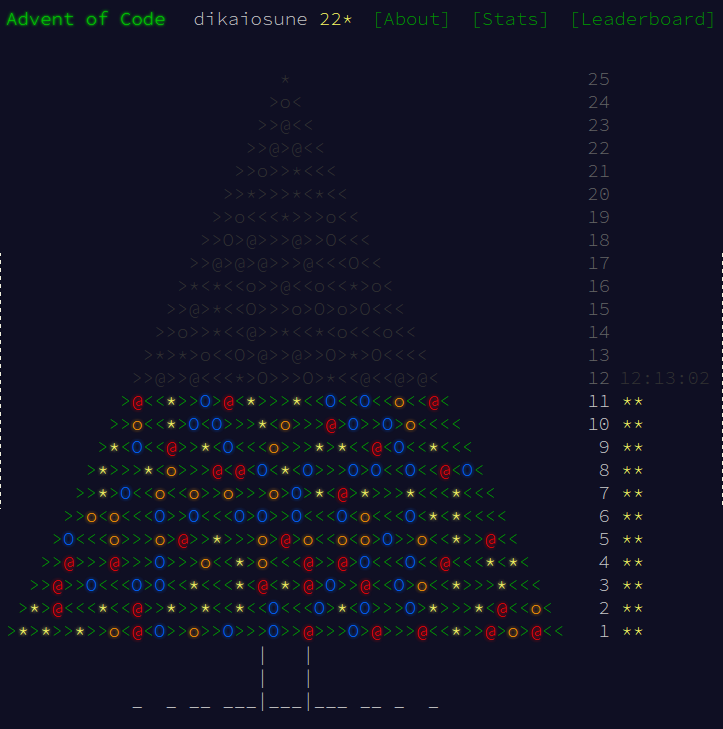 Advent of Code dikaiosune 22* [About] [Stats] [Leaderboard]
* 25
>o< 24
>>@<< 23
>>@>@<< 22
>>o>>*<<< 21
>>*>>>*<*<< 20
>>o<<<*>>>o<< 19
>>O>@>>>@>>O<<< 18
>>@>@>@>>>@<<<O<< 17
>*<*<<o>>@<<o<<*>o< 16
>>@>*<<O>>>o>O>O<<<< 15
>>o>>*<<@>>*<<*<o<<<o<< 14
>*>*>o<<O>@>>O>>*>O<<<<<< 13
>>@>>@<<<*>O>>>O>*<<@<<@>@< 12 12:13:02
>@<<*>>O>@<*>>>*<<O<<O<<o<<@< 11 **
>>o<<*>O<O>>>*<o>>>@>O>>O>o<<<< 10 **
>*<O<<@>>*<O<<<o>>>*>*<<@<O<<*<<< 9 **
>*>>>*<o>>>@<@<O<*<O>>>O<O<<O<<@<O< 8 **
>>*>O<<o<<o>>o>>>o>O>*<@>*>>>*<<<*<<< 7 **
>>o<o<<<O>>O<<<O>O>>O<<O<o<<<O<*<*<<<< 6 **
>O<<<o>>>o>@>>*>>>o>@>o<<o<o<<O>>o<<*>>@<< 5 **
>>@>>>@>>>O>>>o<<*<o<<<@>>@<O<<<O<<@<<<*<*< 4 **
>>@>>O<<<O<O<<*<<<*<@<*>@>O>>@<<O<o<<<*>>>*<<< 3 **
>*>@<<<*<<@>>*>>*<<*<<O<<<O>*<O>>>O>*>>>*>@<<o< 2 **
>*>*>>*>>o<@<O>>o>>O>>>O>>@>>>O>@>>>@<<*>>@>o>@<< 1 **
| |
| |
_ _ __ ___|___|___ __ _ _